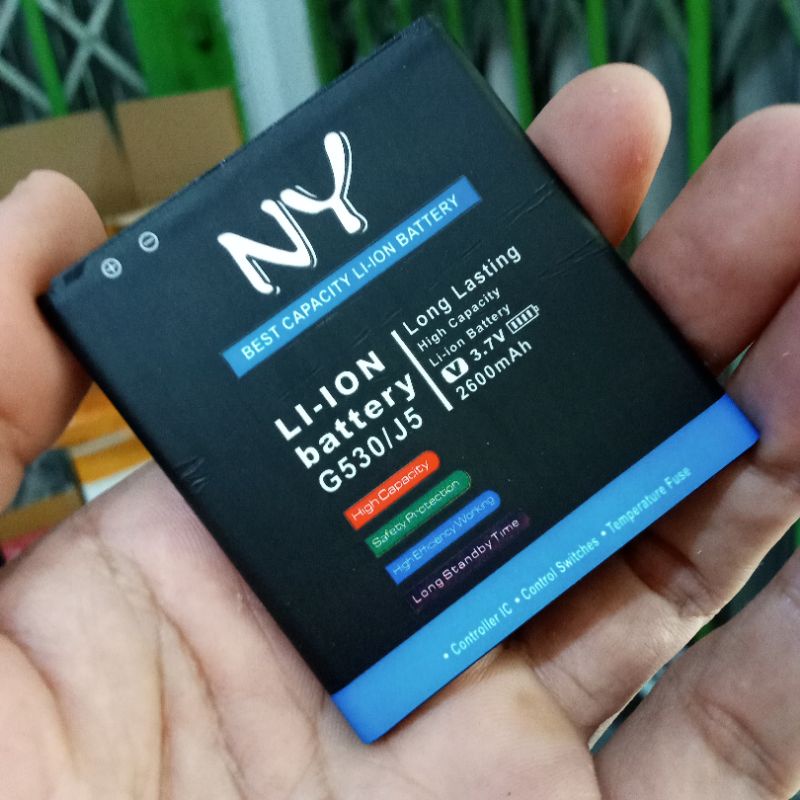 NY
BEST CAPACITY LI-ION BATTERY
LI-ION
battery
G530/J5
Long Lasting
High Capacity
Li-ion Battery
V 3.7V
2600mAh
High Capacity
Safety Protection
High Efficiency Working
Long Standby Time
• Controller IC • Control Switches • Temperature Fuse